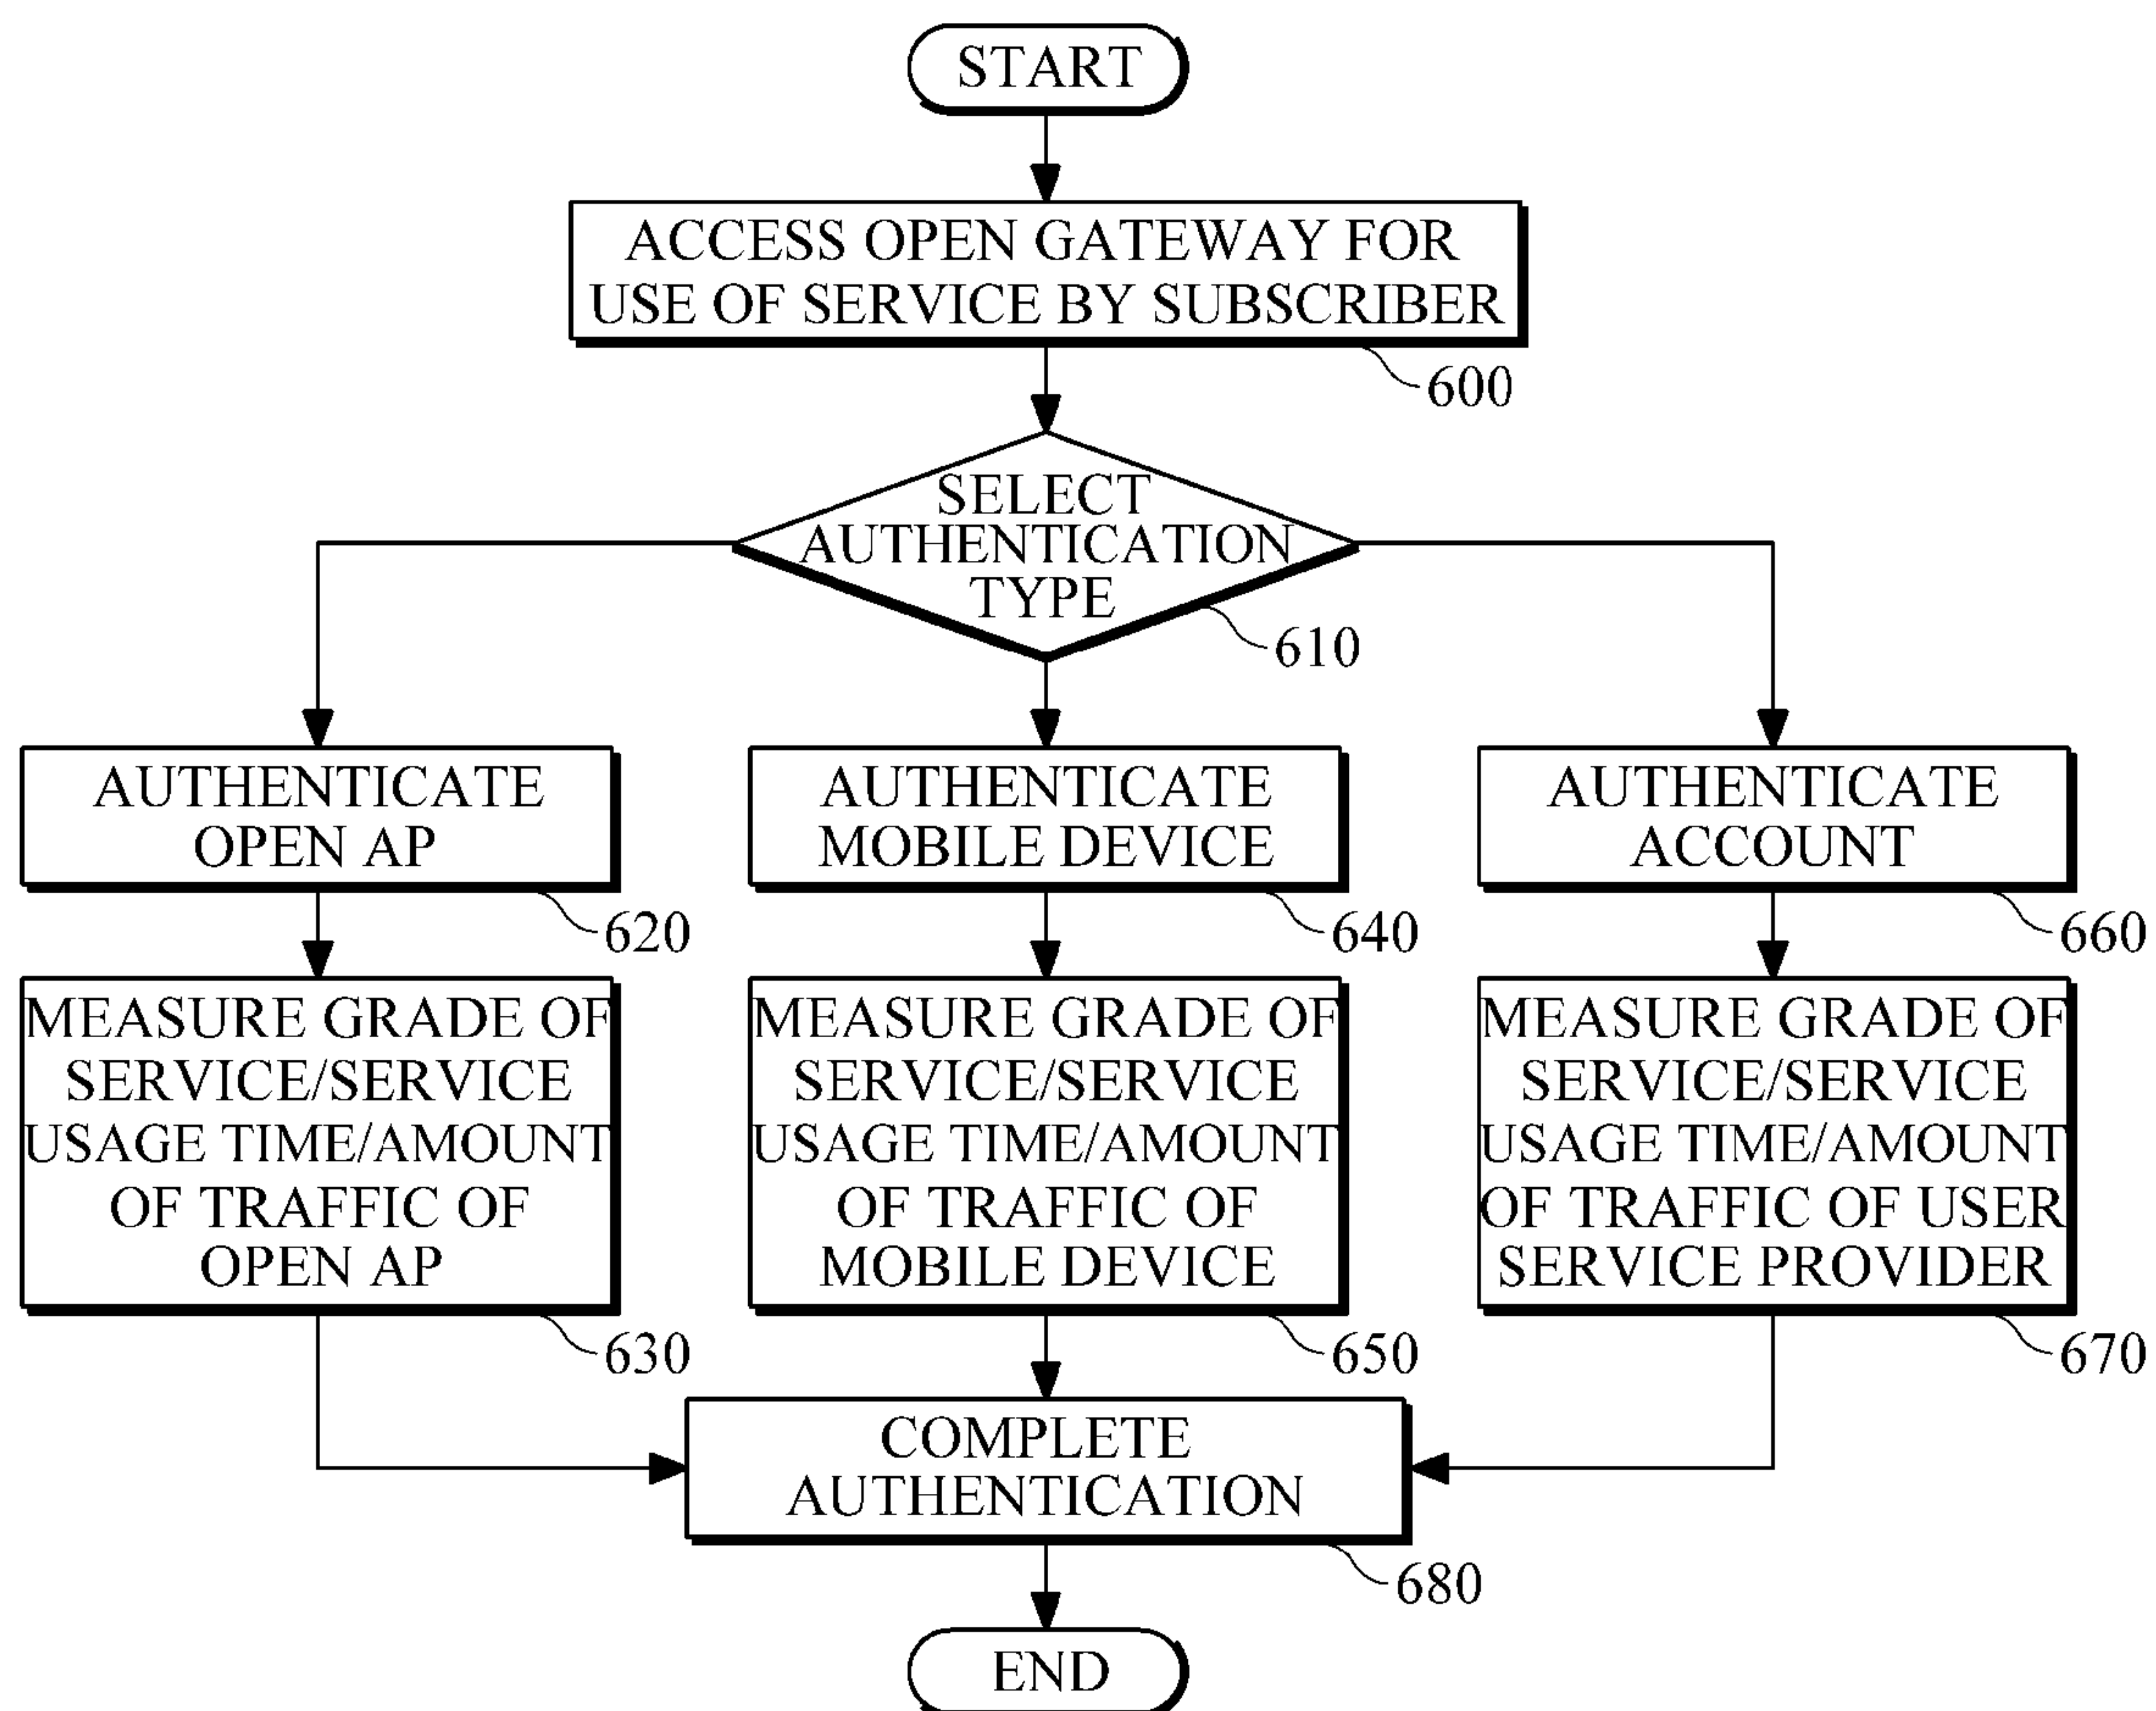 START
ACCESS OPEN GATEWAY FOR
USE OF SERVICE BY SUBSCRIBER
600
SELECT
AUTHENTICATION
TYPE
610
AUTHENTICATE
OPEN AP
620
AUTHENTICATE
MOBILE DEVICE
640
AUTHENTICATE
ACCOUNT
660
MEASURE GRADE OF
SERVICE/SERVICE
USAGE TIME/AMOUNT
OF TRAFFIC OF
OPEN AP
630
MEASURE GRADE OF
SERVICE/SERVICE
USAGE TIME/AMOUNT
OF TRAFFIC OF
MOBILE DEVICE
650
MEASURE GRADE OF
SERVICE/SERVICE
USAGE TIME/AMOUNT
OF TRAFFIC OF USER
SERVICE PROVIDER
670
COMPLETE
AUTHENTICATION
680
END